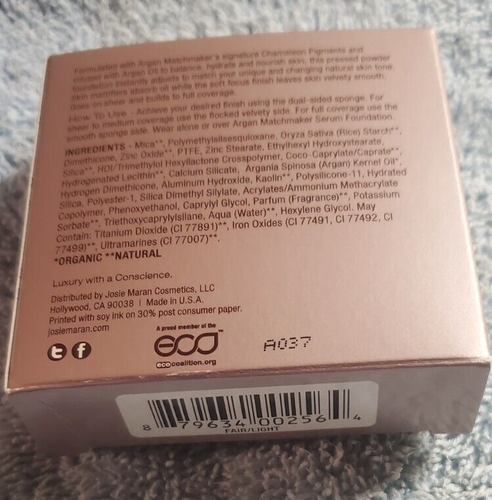 Formulated with Argan Matchmaker's signature Chameleon Pigments and
infused with Argan Oil to balance, hydrate and nourish skin, this pressed powder
foundation instantly adjusts to match your unique and changing natural skin tone,
skin mattifiers absorb oil while the soft focus finish leaves skin velvety smooth.
Goes on sheer and builds to full coverage.
How To Use - Achieve your desired finish using the dual-sided sponge. For
sheer to medium coverage use the flocked velvety side. For full coverage use the
smooth sponge side. Wear alone or over Argan Matchmaker Serum Foundation.
INGREDIENTS - Mica**, Polymethylsilsesquioxane, Oryza Sativa (Rice) Starch**,
Dimethicone, Zinc Oxide**, PTFE, Zinc Stearate, Ethylhexyl Hydroxystearate,
Silica**, HDI/Trimethylol Hexyllactone Crosspolymer, Coco-Caprylate/Caprate**,
Hydrogenated Lecithin**, Calcium Silicate, Argania Spinosa (Argan) Kernel Oil*,
Hydrogen Dimethicone, Aluminum Hydroxide, Kaolin**, Polysilicone-11, Hydrated
Silica, Polyester-1, Silica Dimethyl Silylate, Acrylates/Ammonium Methacrylate
Copolymer, Phenoxyethanol, Caprylyl Glycol, Parfum (Fragrance)**, Potassium
Sorbate**, Triethoxycaprylylsilane, Aqua (Water)**, Hexylene Glycol, May
Contain: Titanium Dioxide (CI 77891)**, Iron Oxides (CI 77491, CI 77492, CI
77499)**, Ultramarines (CI 77007)**.
*ORGANIC **NATURAL
Luxury with a Conscience.
Distributed by Josie Maran Cosmetics, LLC
Hollywood, CA 90038 | Made in U.S.A.
Printed with soy ink on 30% post consumer paper.
josiemaran.com
A proud member of the
eco™
ecocoalition.org
A037
8 79634 00256 4
FAIR/LIGHT